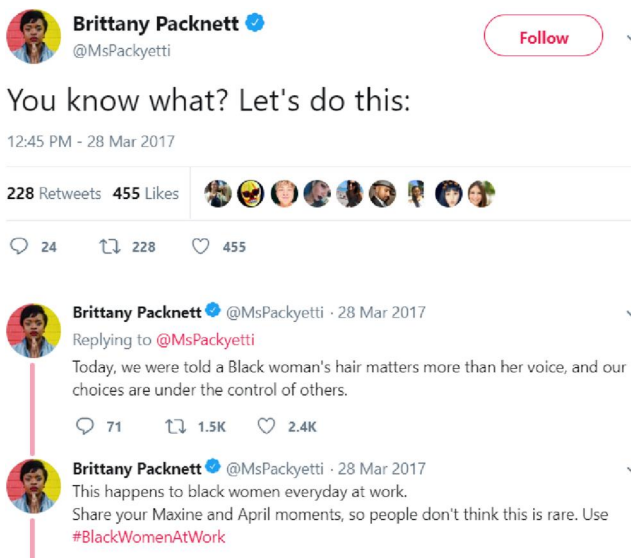 Brittany Packnett
@MsPackyetti
Follow
You know what? Let's do this:
12:45 PM - 28 Mar 2017
228 Retweets 455 Likes
24 228 455
Brittany Packnett @MsPackyetti · 28 Mar 2017
Replying to @MsPackyetti
Today, we were told a Black woman's hair matters more than her voice, and our
choices are under the control of others.
71 1.5K 2.4K
Brittany Packnett @MsPackyetti · 28 Mar 2017
This happens to black women everyday at work.
Share your Maxine and April moments, so people don't think this is rare. Use
#BlackWomenAtWork